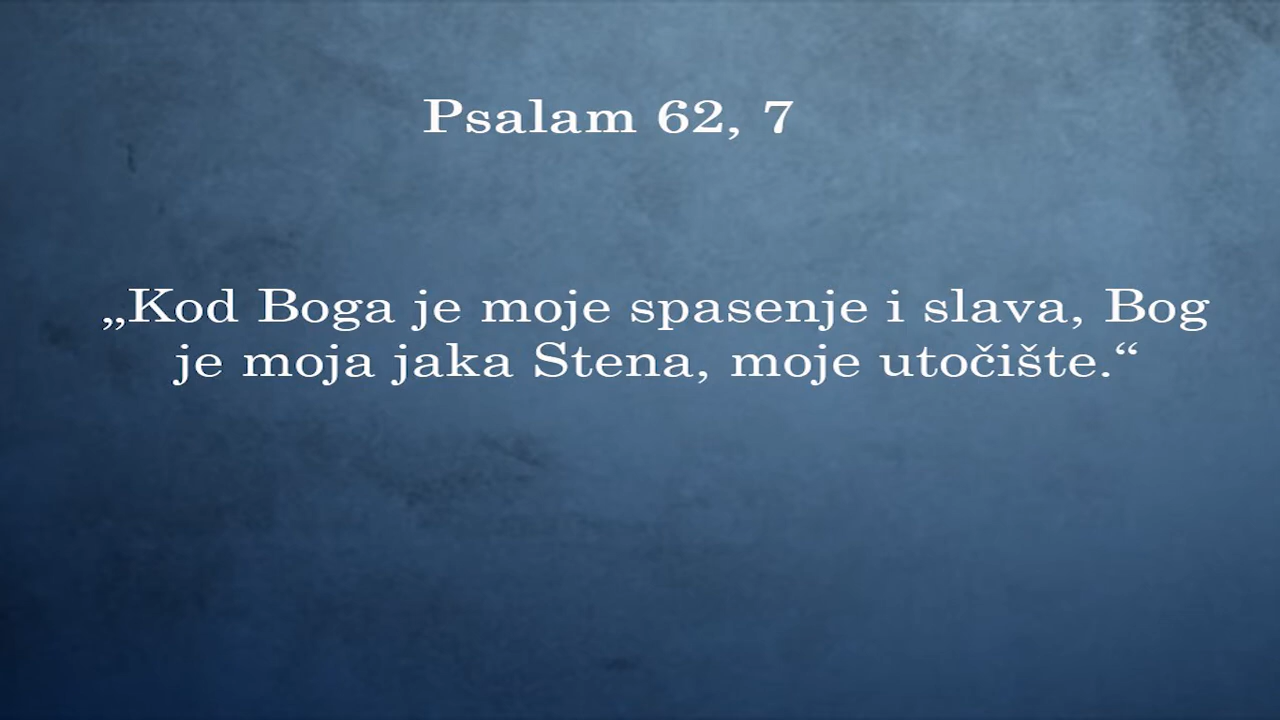 Psalam 62, 7
„Kod Boga je moje spasenje i slava, Bog
je moja jaka Stena, moje utočište.“